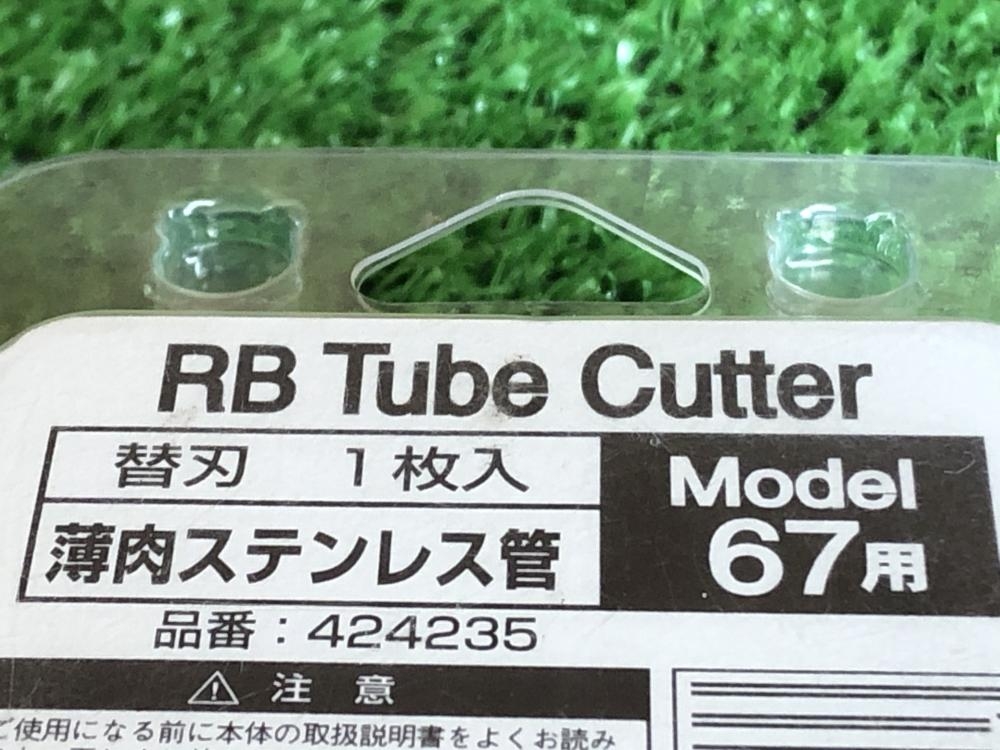 RB Tube Cutter
替刃　1枚入
薄肉ステンレス管
Model
67用
品番：424235
⚠ 注意
ご使用になる前に本体の取扱説明書をよくお読み